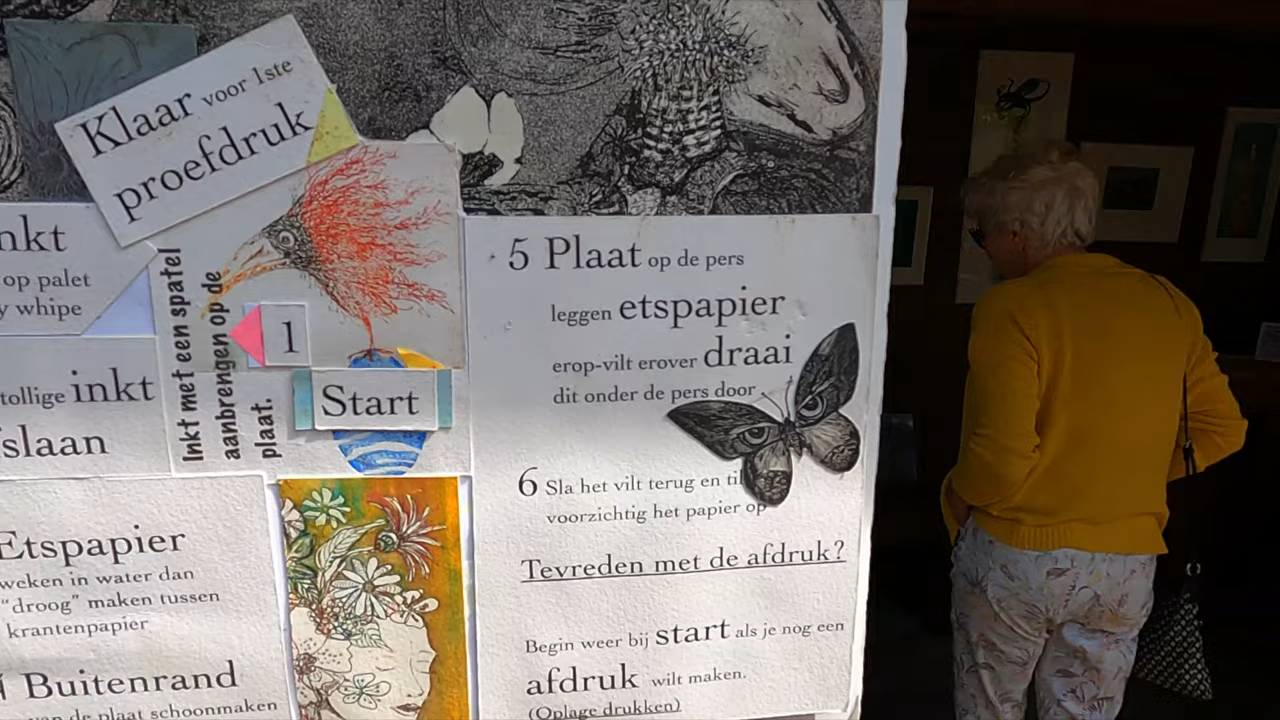 Klaar voor 1ste
proefdruk
nkt
op palet
y whipe
Inkt met een spatel
aanbrengen op de
plaat.
1
Start
tollige inkt
fslaan
Etspapier
weken in water dan
"droog" maken tussen
krantenpapier
Buitenrand
van de plaat schoonmaken
5 Plaat op de pers
leggen etspapier
erop-vilt erover draai
dit onder de pers door
6 Sla het vilt terug en til
voorzichtig het papier op
Tevreden met de afdruk?
Begin weer bij start als je nog een
afdruk wilt maken.
(Oplage drukken)